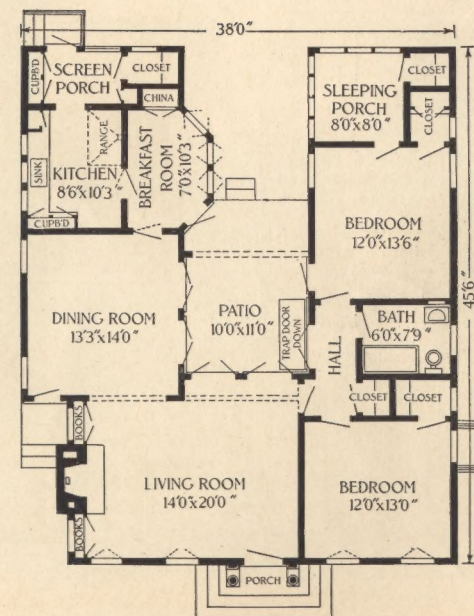 38'0"
CUPB'D
SCREEN
PORCH
CLOSET
CHINA
SLEEPING
PORCH
8'0"x8'0"
CLOSET
CLOSET
SINK
RANGE
KITCHEN
8'6"x10'3"
CUPB'D
BREAKFAST
ROOM
7'0"x10'3"
BEDROOM
12'0"x13'6"
45'6"
DINING ROOM
13'3"x14'0"
PATIO
10'0"x11'0"
TRAP DOOR
DOWN
HALL
BATH
6'0"x7'9"
CLOSET
CLOSET
BOOKS
LIVING ROOM
14'0"x20'0"
BOOKS
BEDROOM
12'0"x13'0"
PORCH